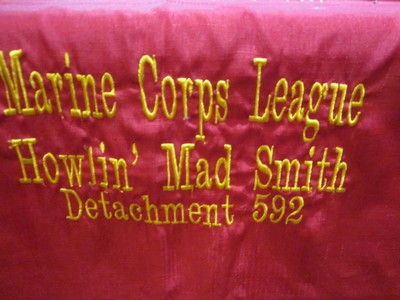 Marine Corps League
Howlin' Mad Smith
Detachment 592